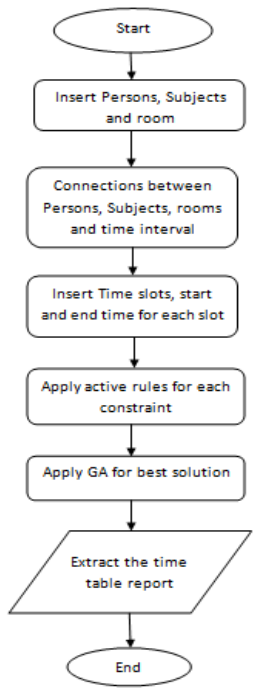 Start
Insert Persons, Subjects
and room
Connections between
Persons, Subjects, rooms
and time interval
Insert Time slots, start
and end time for each slot
Apply active rules for each
constraint
Apply GA for best solution
Extract the time
table report
End